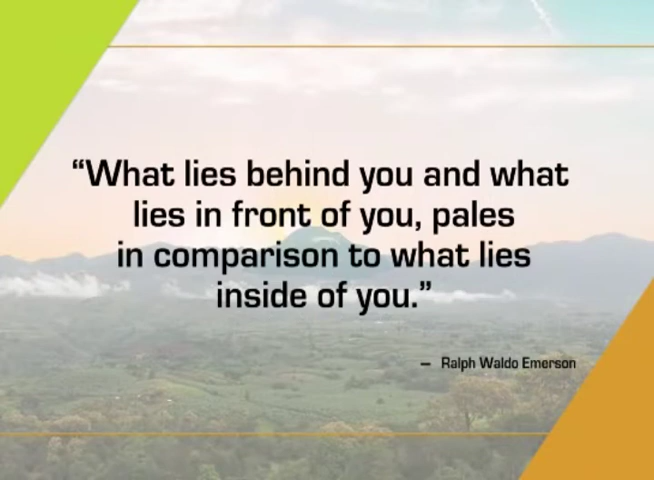 “What lies behind you and what
lies in front of you, pales
in comparison to what lies
inside of you.”
– Ralph Waldo Emerson